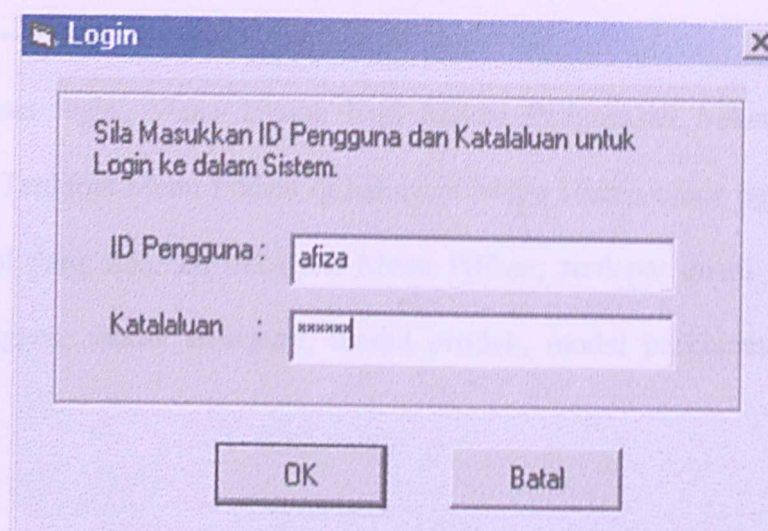 Login
Sila Masukkan ID Pengguna dan Katalaluan untuk
Login ke dalam Sistem.
ID Pengguna : afiza
Katalaluan : ******
OK Batal